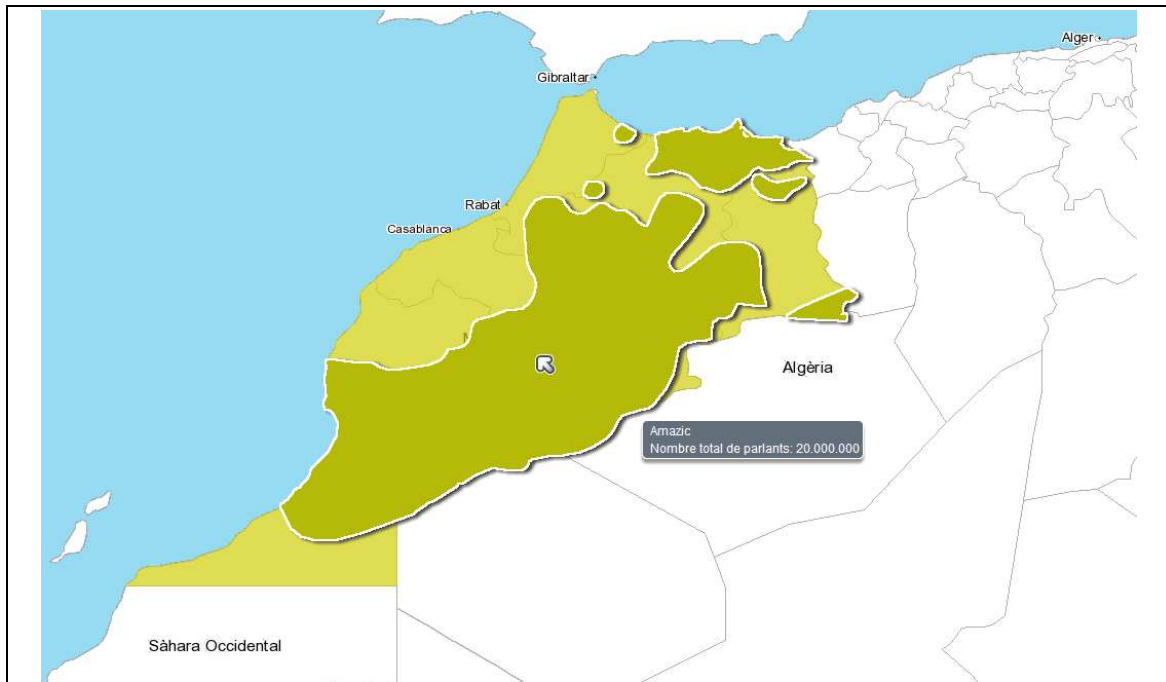 Alger
Gibraltar
Rabat
Casablanca
Algèria
Amazic
Nombre total de parlants: 20.000.000
Sàhara Occidental